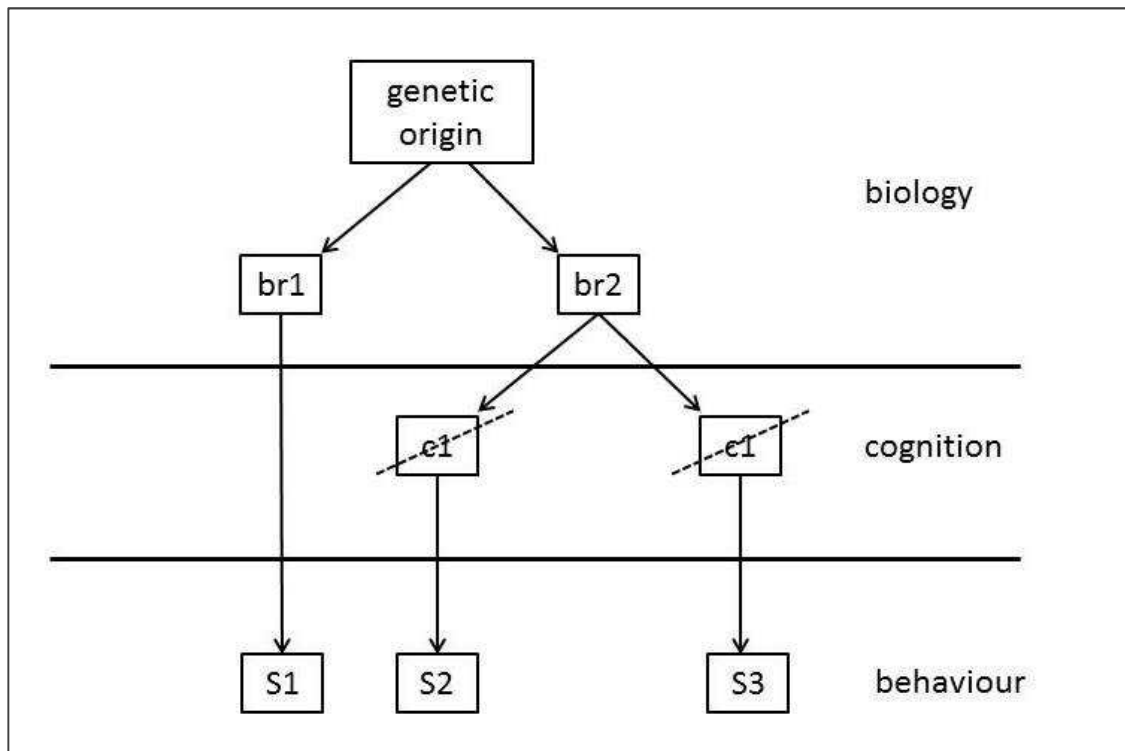 genetic
origin
biology
br1
br2
c1
c1
cognition
S1
S2
S3
behaviour